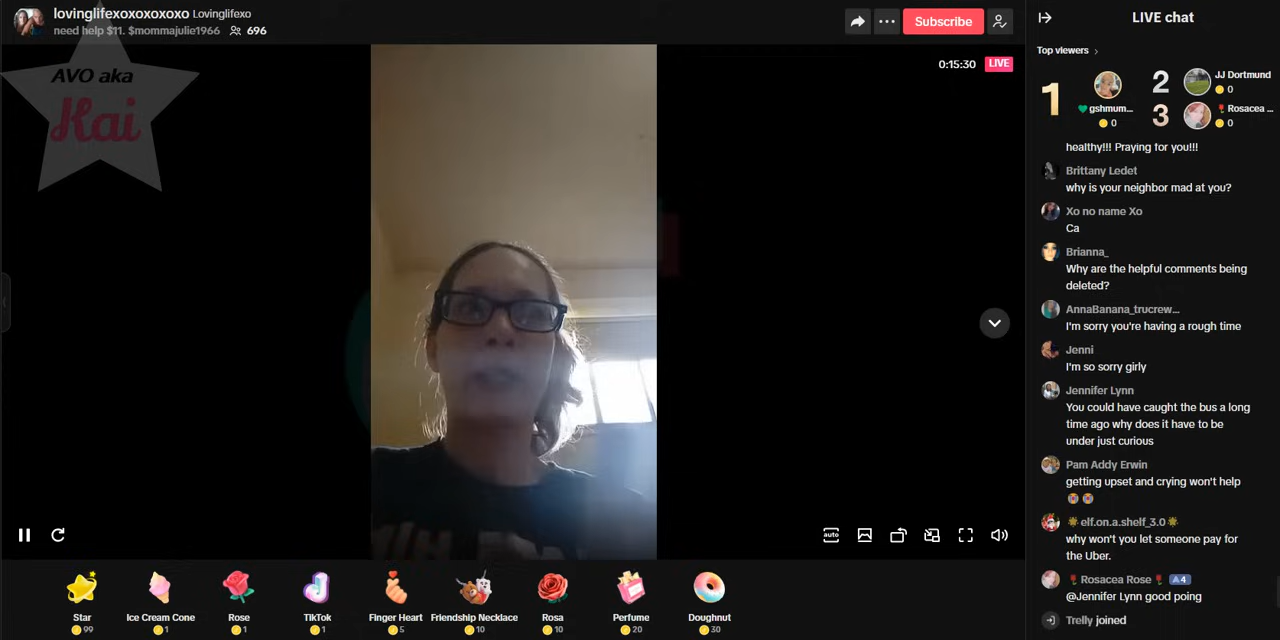 lovinglifexoxoxoxoxo Lovinglifexo
need help $11. $mommajulie1966 696
Subscribe
AVO aka
Kai
0:15:30 LIVE
auto
Star
99
Ice Cream Cone
1
Rose
1
TikTok
1
Finger Heart
5
Friendship Necklace
10
Rosa
10
Perfume
20
Doughnut
30
LIVE chat
Top viewers
1
gshmum...
0
2
JJ Dortmund
0
3
Rosacea ...
0
healthy!!! Praying for you!!!
Brittany Ledet
why is your neighbor mad at you?
Xo no name Xo
Ca
Brianna_
Why are the helpful comments being
deleted?
AnnaBanana_trucrew...
I'm sorry you're having a rough time
Jenni
I'm so sorry girly
Jennifer Lynn
You could have caught the bus a long
time ago why does it have to be
under just curious
Pam Addy Erwin
getting upset and crying won't help
elf.on.a.shelf_3.0
why won't you let someone pay for
the Uber.
Rosacea Rose A4
@Jennifer Lynn good poing
Trelly joined